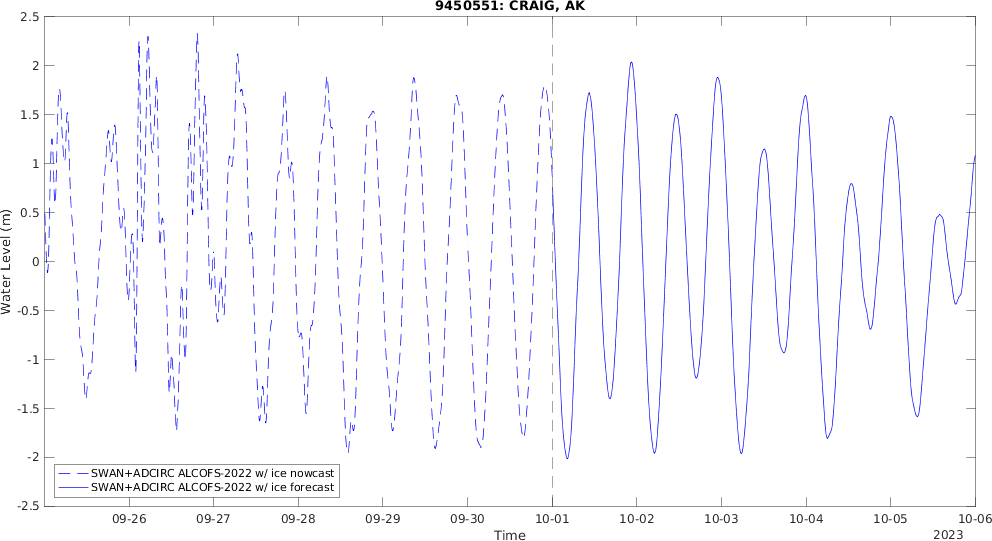 9450551: CRAIG, AK
2.5
2
1.5
1
0.5
0
-0.5
-1
-1.5
-2
-2.5
Water Level (m)
SWAN+ADCIRC ALCOFS-2022 w/ ice nowcast
SWAN+ADCIRC ALCOFS-2022 w/ ice forecast
09-26 09-27 09-28 09-29 09-30 10-01 10-02 10-03 10-04 10-05 10-06
Time
2023